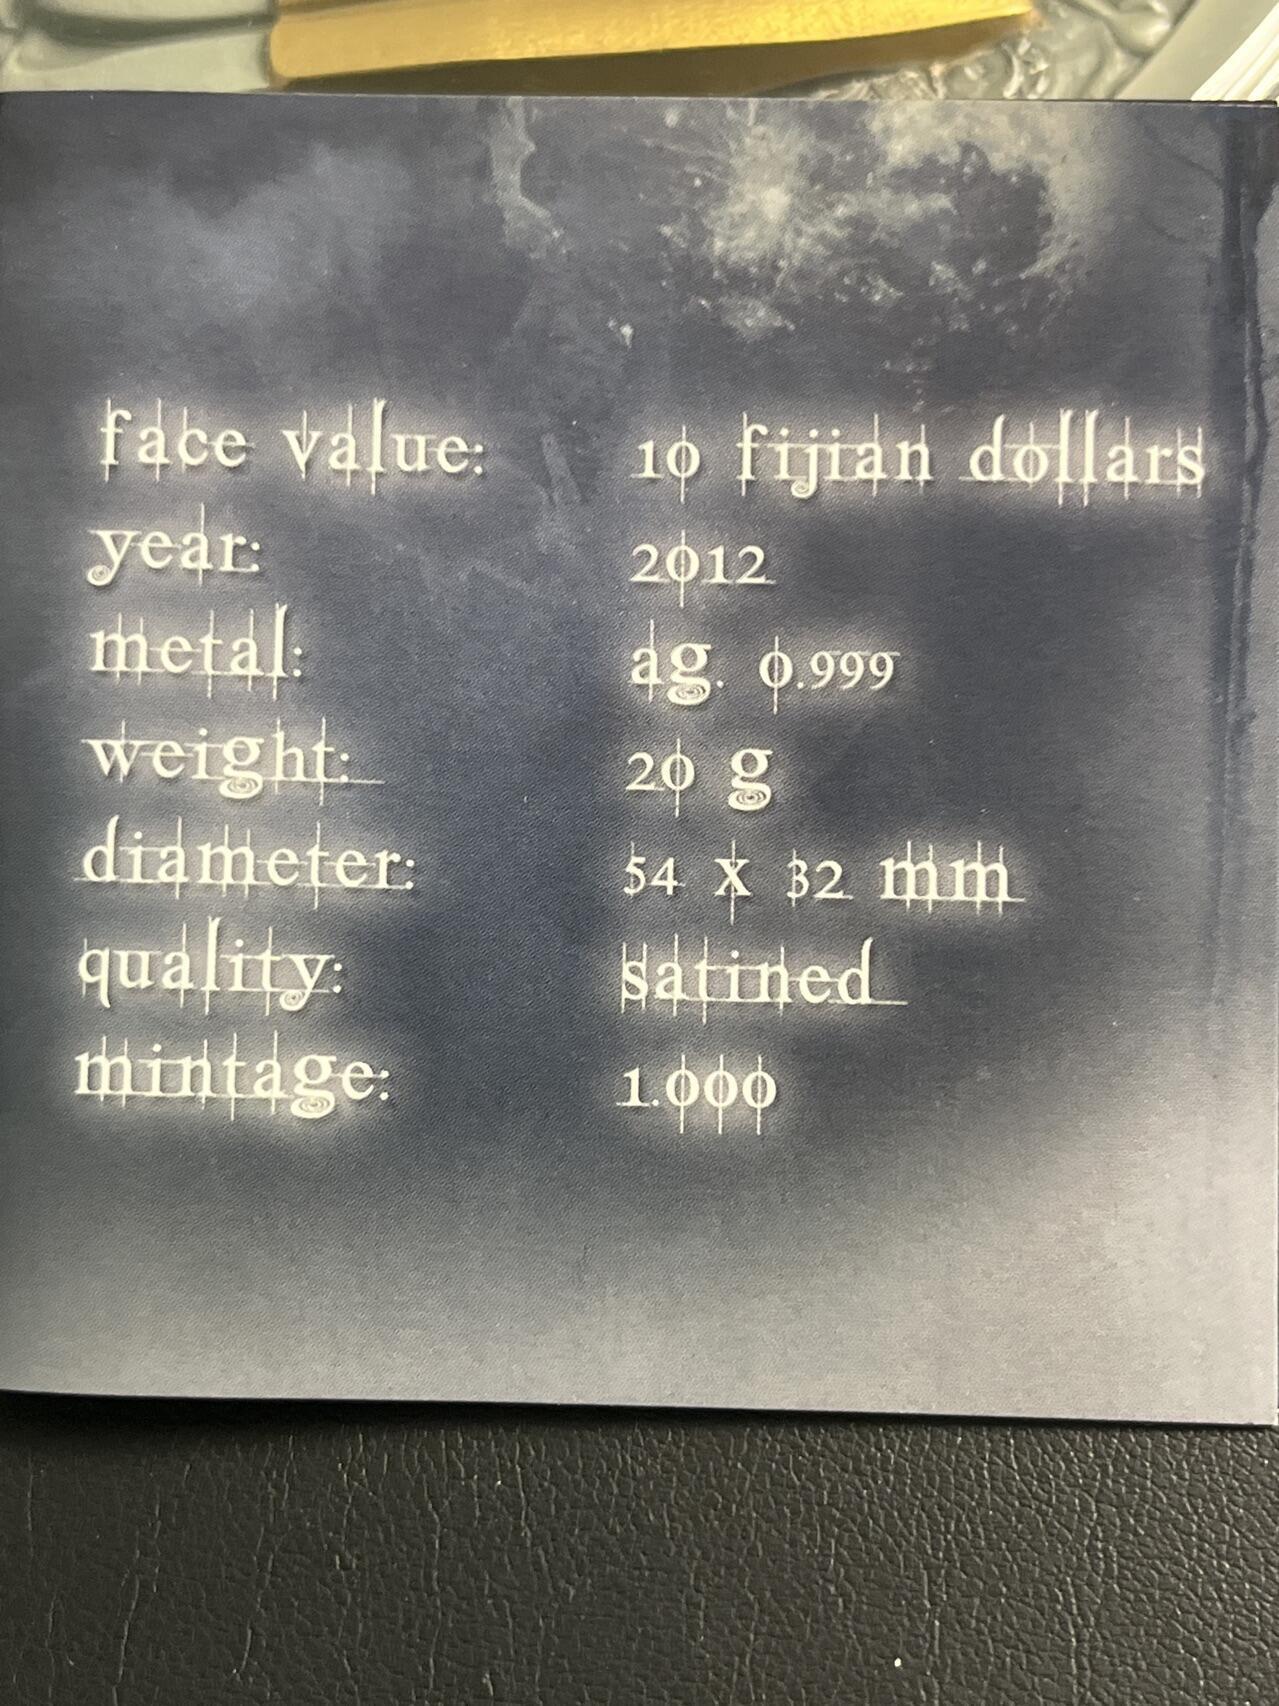 face value: 10 fijian dollars
year: 2012
metal: ag. 0.999
weight: 20 g
diameter: 54 x 32 mm
quality: satined
mintage: 1.000